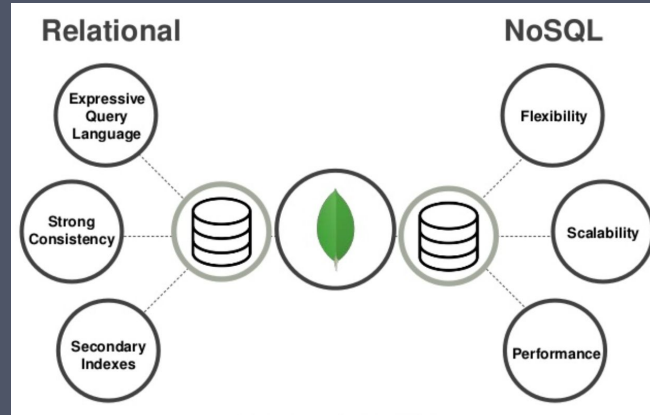 Relational
NoSQL
Expressive
Query
Language
Flexibility
Strong
Consistency
Scalability
Secondary
Indexes
Performance